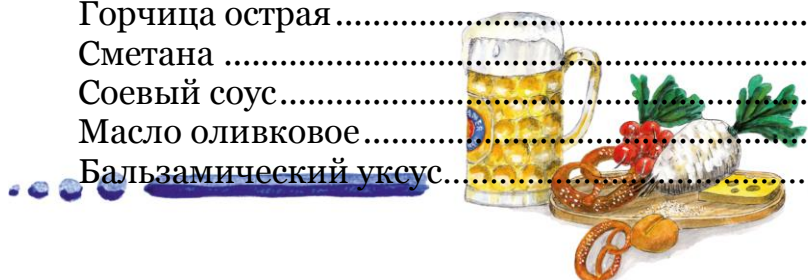 Горчица острая................................................
Сметана ..............................................................
Соевый соус........................................................
Масло оливковое.............................................
Бальзамический уксус....................................